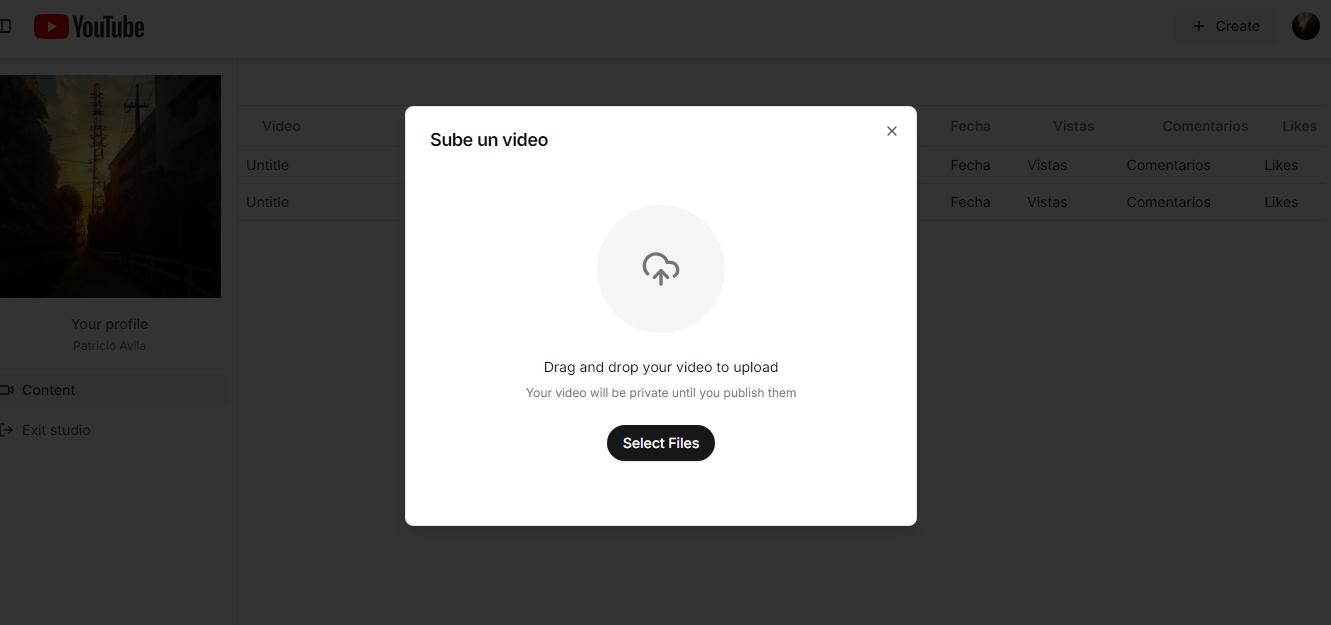 YouTube
Create
Your profile
Patricio Avila
Content
Exit studio
Video Fecha Vistas Comentarios Likes
Untitle Fecha Vistas Comentarios Likes
Untitle Fecha Vistas Comentarios Likes
Sube un video
Drag and drop your video to upload
Your video will be private until you publish them
Select Files